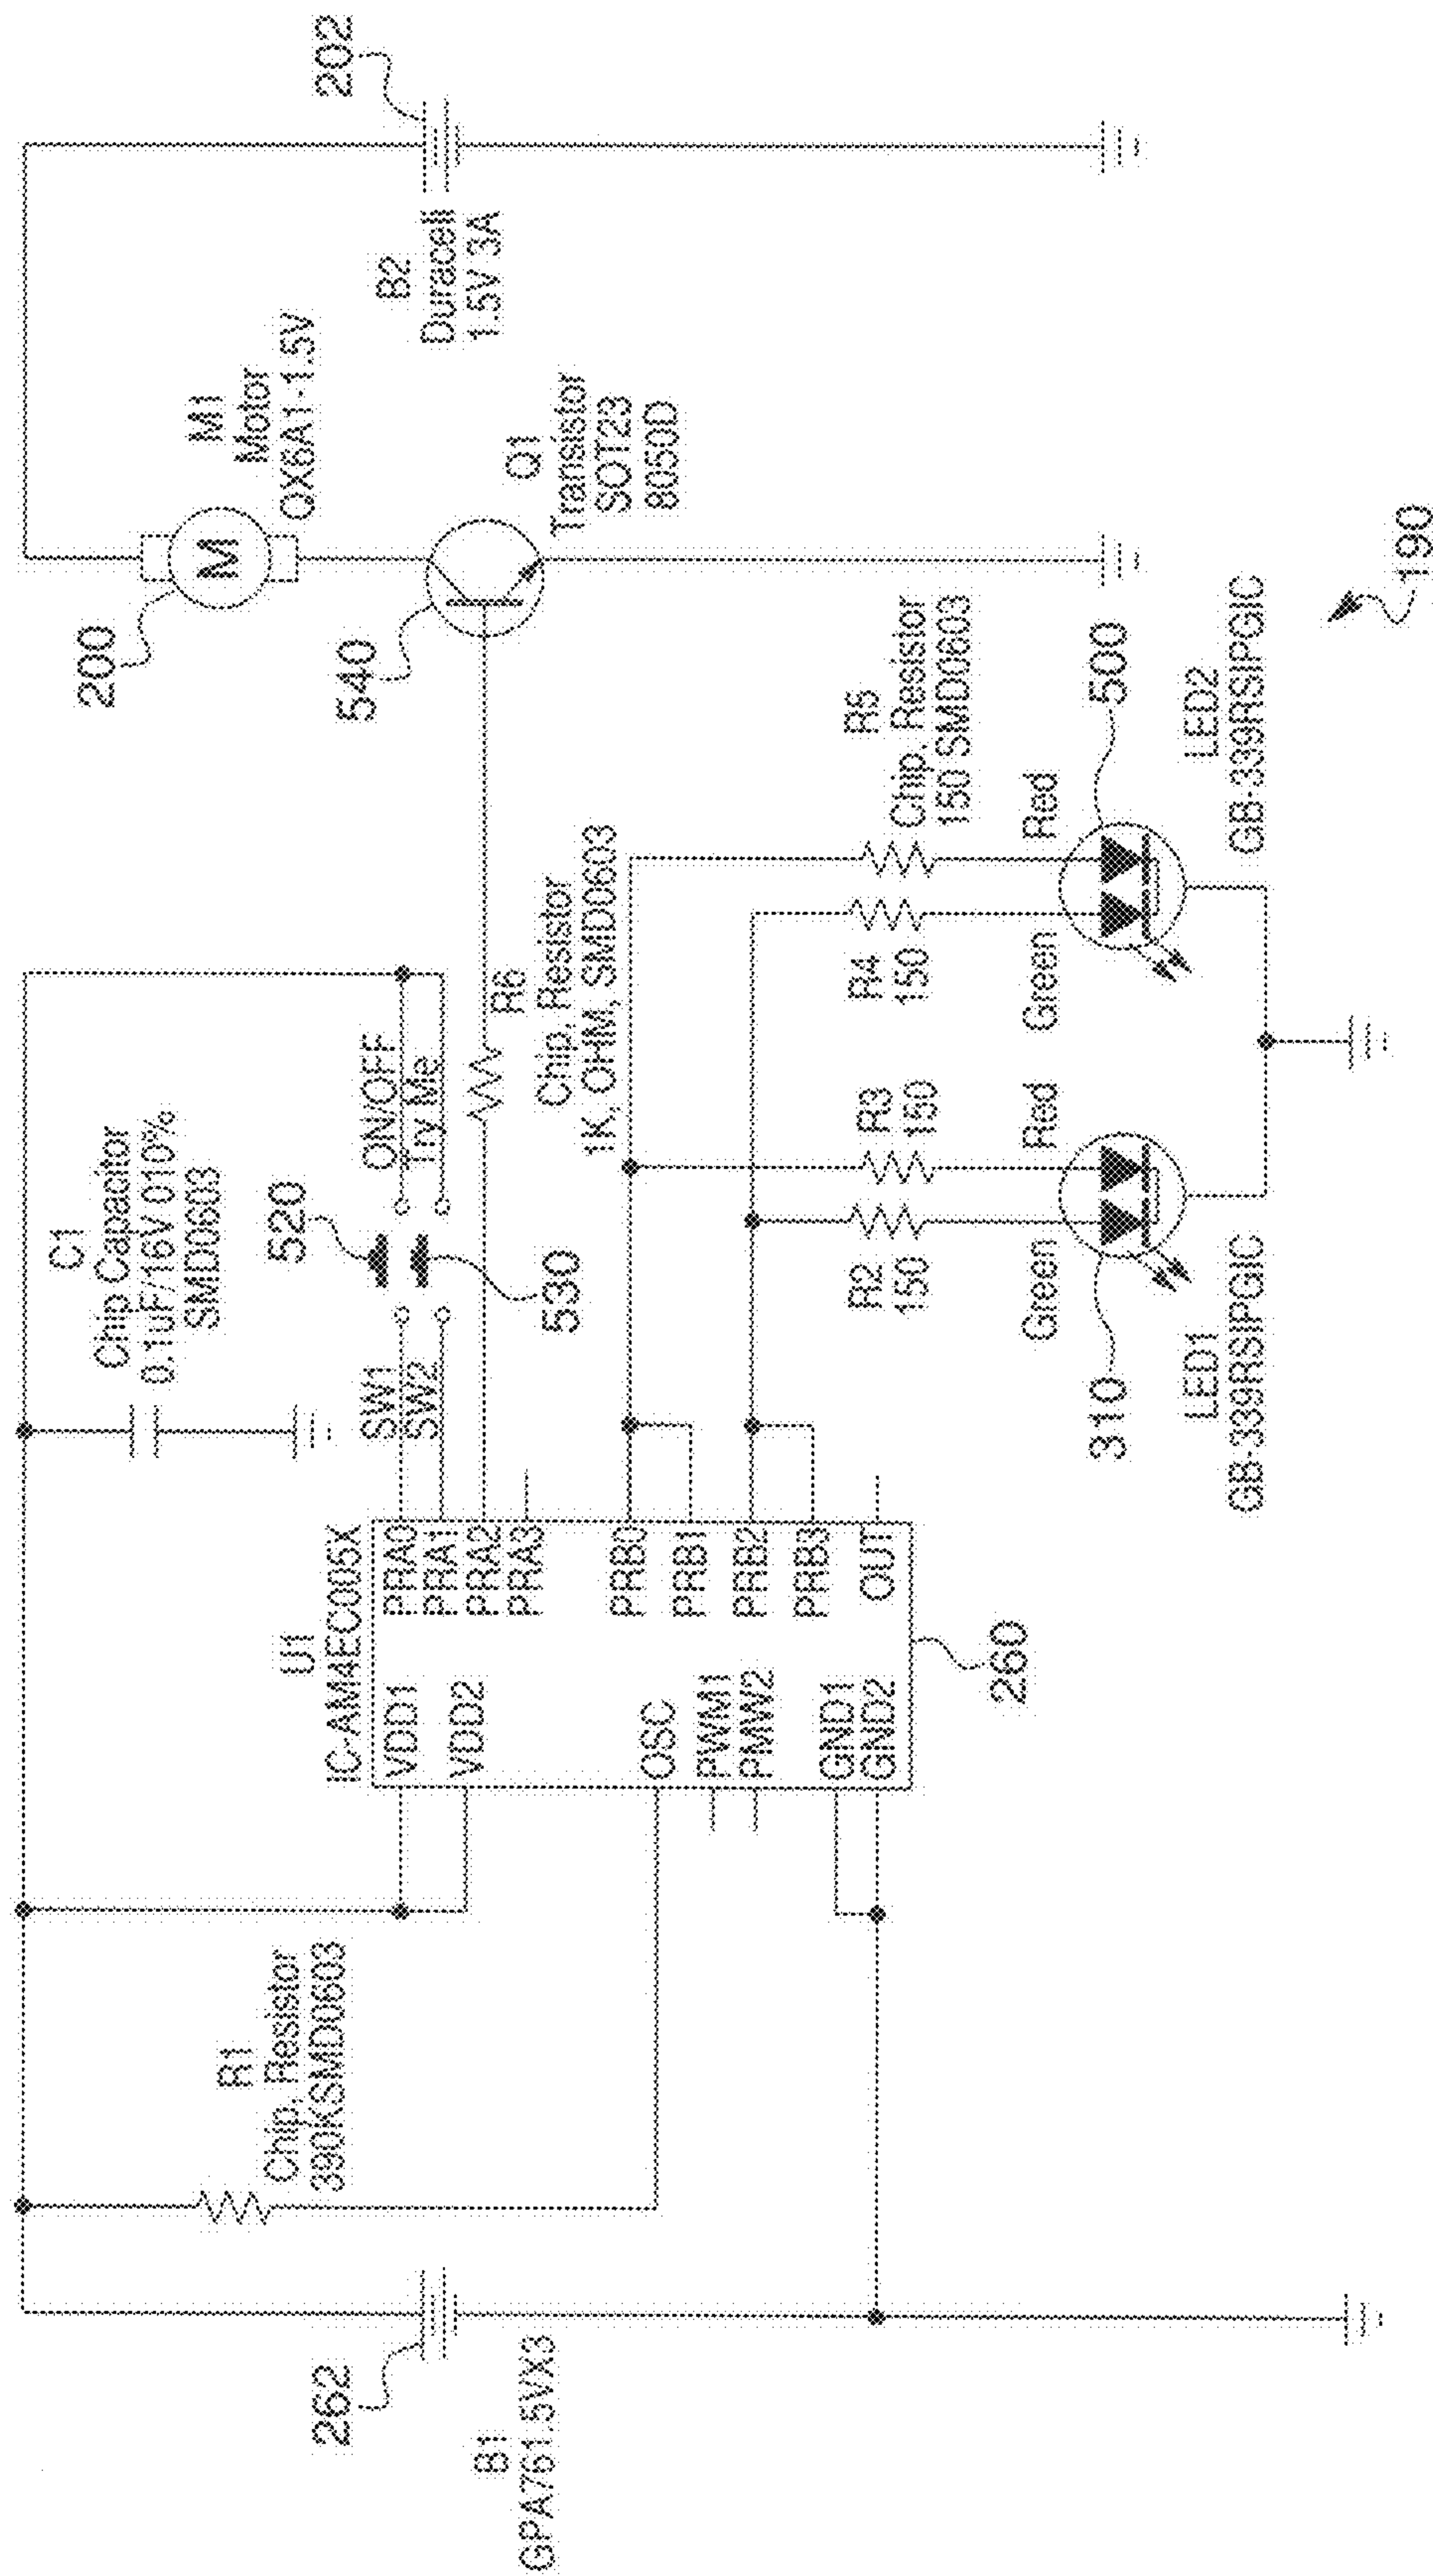 262
B1
GPA761.5VX3
R1
Chip, Resistor
390KSMD0603
U1
IC-AM4EC005X
VDD1
VDD2
OSC
PWM1
PMW2
GND1
GND2
PRA0
PRA1
PRA2
PRA3
PRB0
PRB1
PRB2
PRB3
OUT
260
C1
Chip Capacitor
0.1uF/16V 010%
SMD0603
SW1
SW2
520
530
ON/OFF
Try Me
R6
Chip, Resistor
1K, OHM, SMD0603
R2
150
R3
150
R4
150
R5
Chip, Resistor
150 SMD0603
Green
Red
Green
Red
310
LED1
GB-339RSIPGIC
500
LED2
GB-339RSIPGIC
200
M
M1
Motor
QX6A1-1.5V
540
Q1
Transistor
SOT23
8050D
202
B2
Duracell
1.5V 3A
190